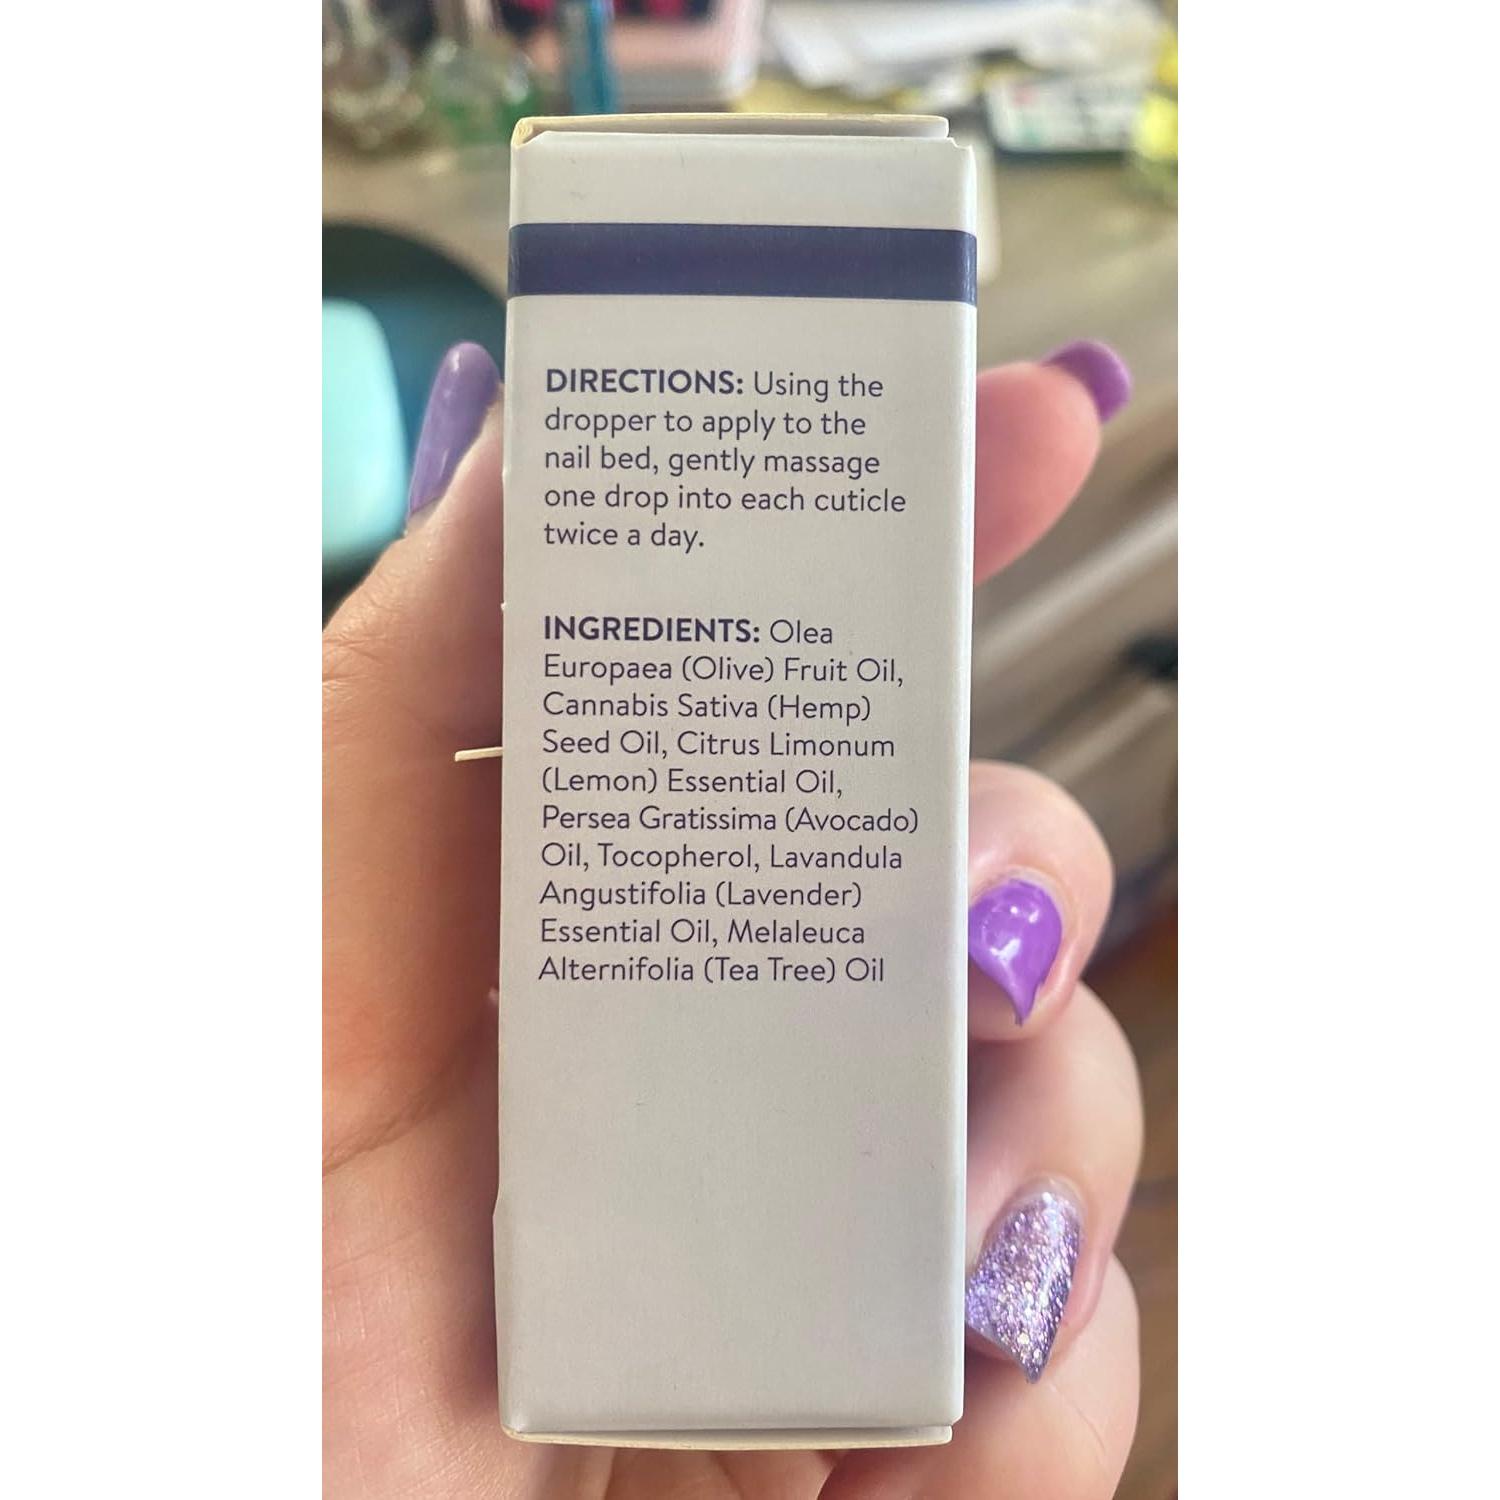 DIRECTIONS: Using the
dropper to apply to the
nail bed, gently massage
one drop into each cuticle
twice a day.
INGREDIENTS: Olea
Europaea (Olive) Fruit Oil,
Cannabis Sativa (Hemp)
Seed Oil, Citrus Limonum
(Lemon) Essential Oil,
Persea Gratissima (Avocado)
Oil, Tocopherol, Lavandula
Angustifolia (Lavender)
Essential Oil, Melaleuca
Alternifolia (Tea Tree) Oil